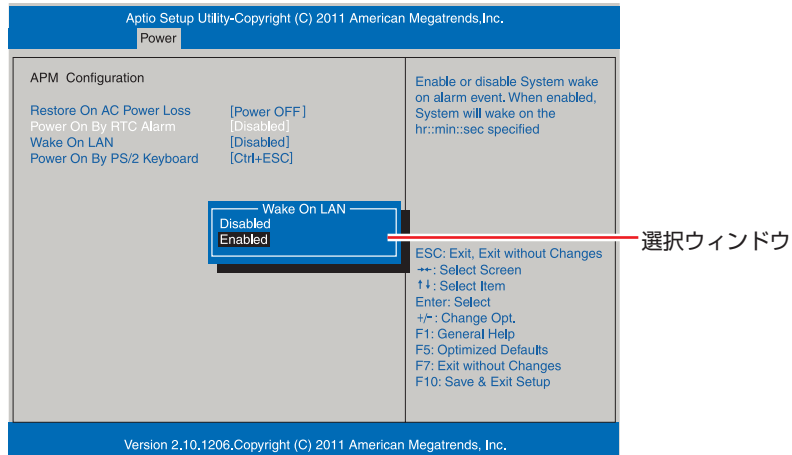 Aptio Setup Utility-Copyright (C) 2011 American Megatrends,Inc.
Power
APM Configuration
Restore On AC Power Loss [Power OFF]
Power On By RTC Alarm [Disabled]
Wake On LAN [Disabled]
Power On By PS/2 Keyboard [Ctrl+ESC]
Enable or disable System wake
on alarm event. When enabled,
System will wake on the
hr::min::sec specified
Wake On LAN
Disabled
Enabled
選択ウィンドウ
ESC: Exit, Exit without Changes
→←: Select Screen
↑↓: Select Item
Enter: Select
+/-: Change Opt.
F1: General Help
F5: Optimized Defaults
F7: Exit without Changes
F10: Save & Exit Setup
Version 2.10.1206.Copyright (C) 2011 American Megatrends, Inc.